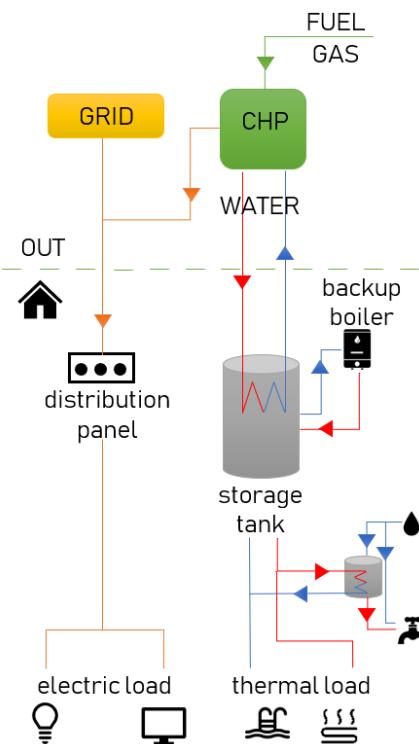 FUEL
GAS
GRID
CHP
WATER
OUT
backup
boiler
distribution
panel
storage
tank
electric load
thermal load